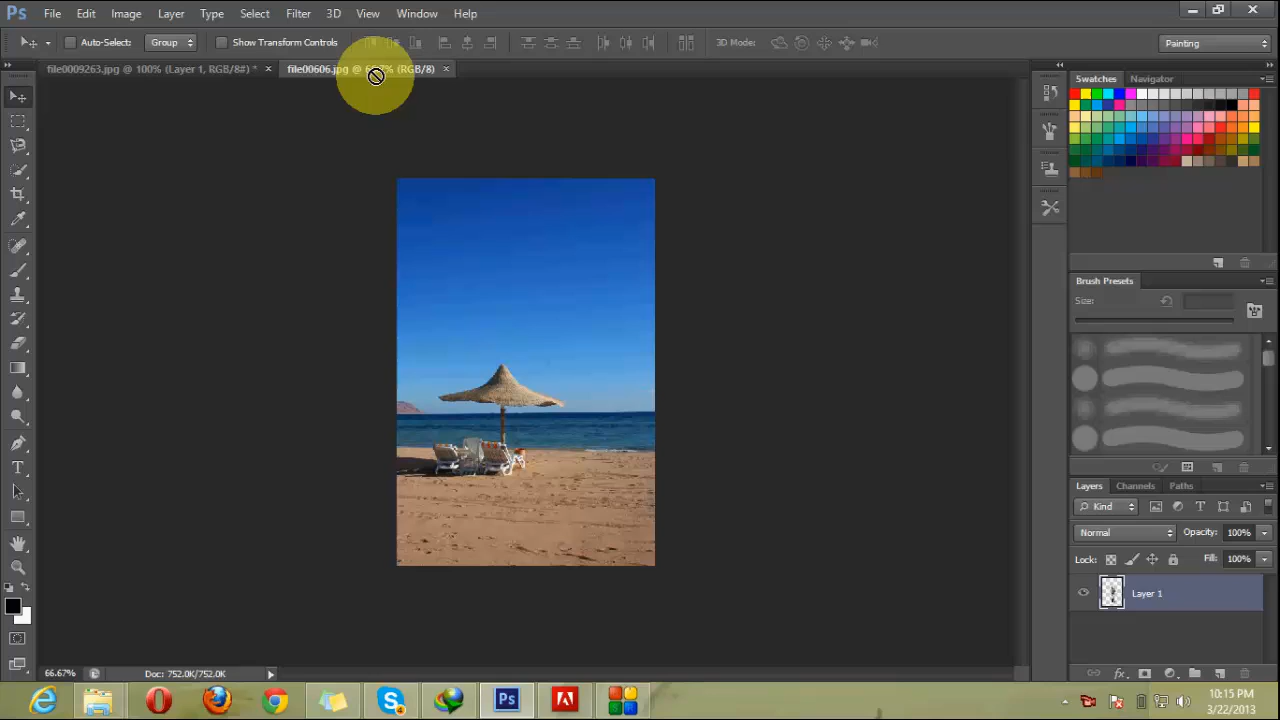 Ps File Edit Image Layer Type Select Filter 3D View Window Help
Auto-Select: Group Show Transform Controls 3D Mode: Painting
file0009263.jpg @ 100% (Layer 1, RGB/8#) * × file00606.jpg @ (RGB/8) ×
Swatches Navigator
Brush Presets
Size:
Layers Channels Paths
Kind
Normal Opacity: 100%
Lock: Fill: 100%
Layer 1
66.67% Doc: 752.0K/752.0K
fx
Ps
10:15 PM
3/22/2013